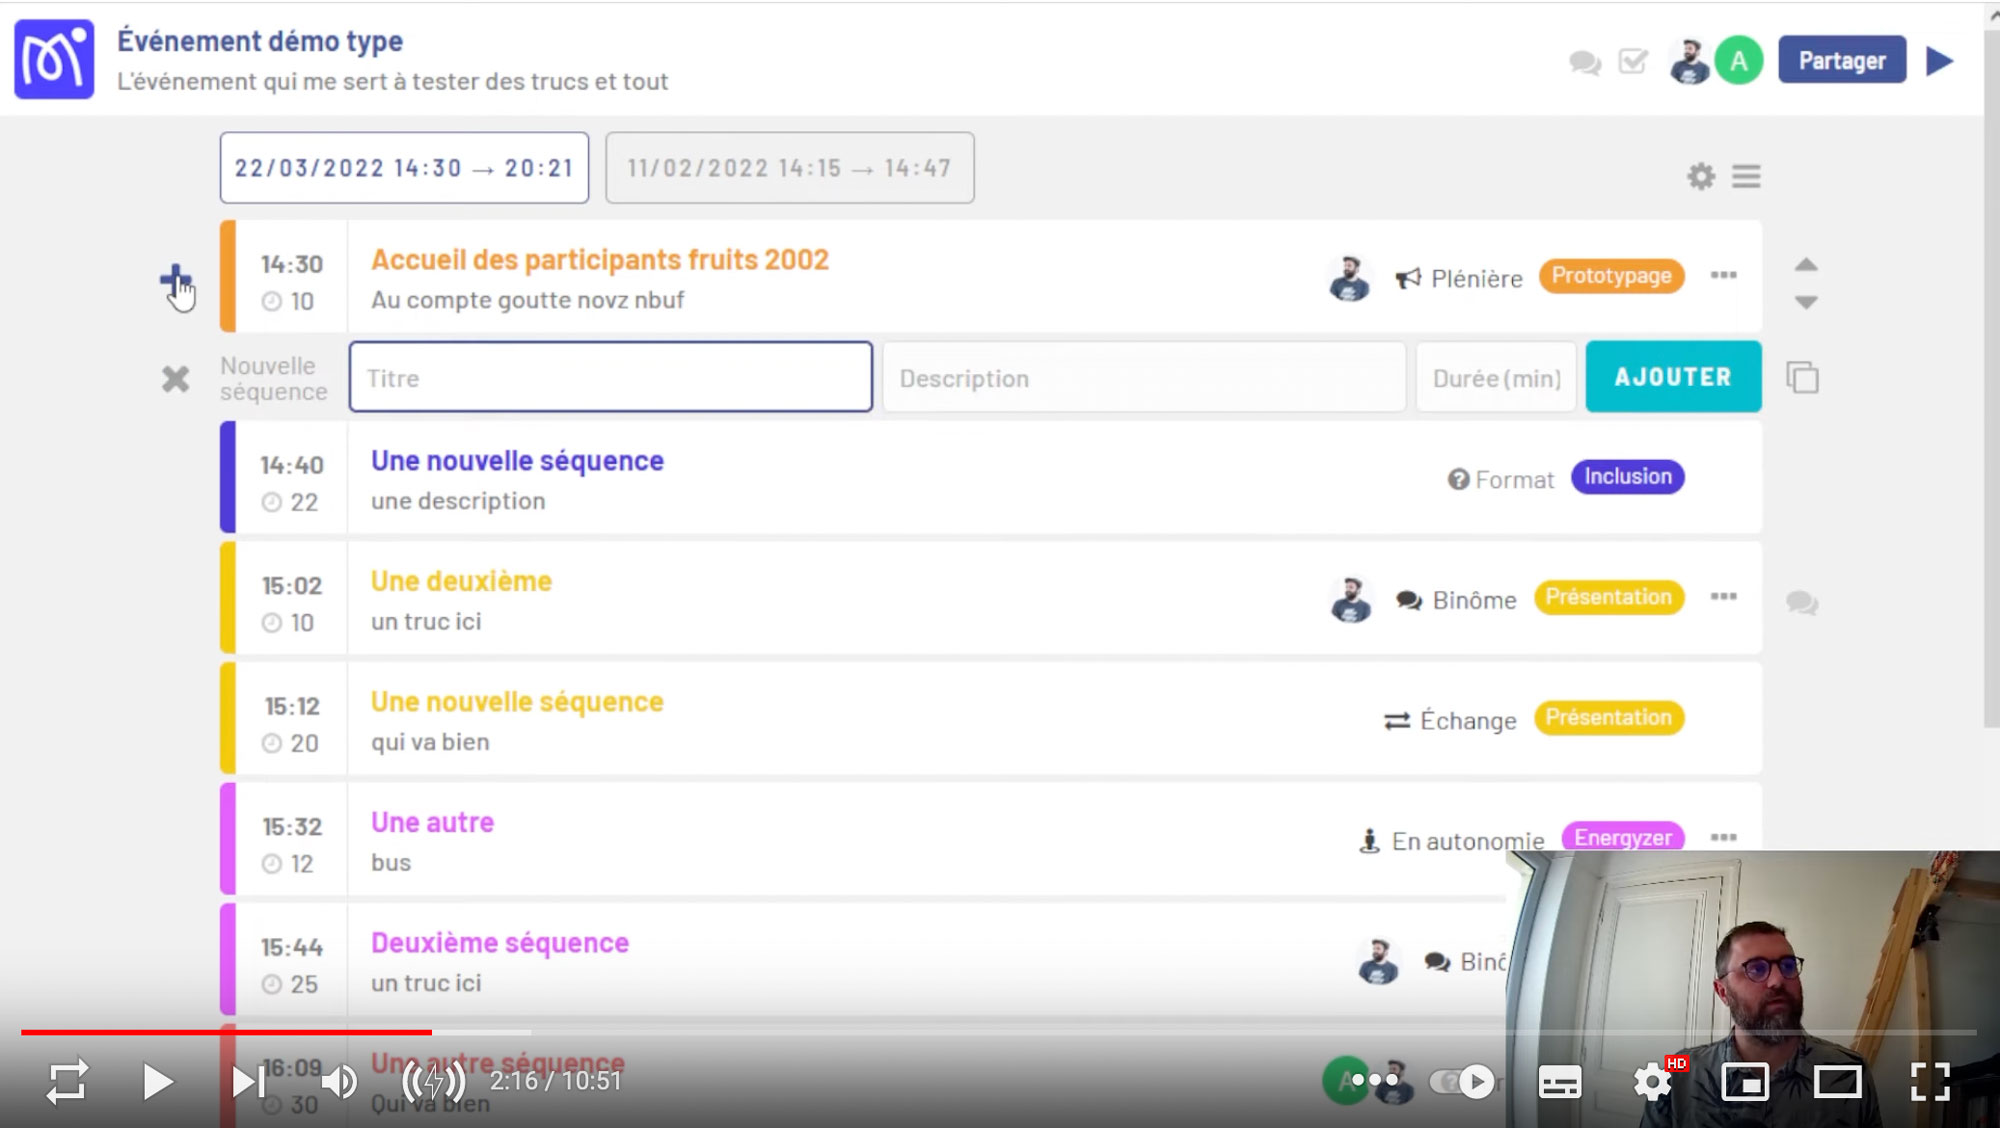 Événement démo type
L'événement qui me sert à tester des trucs et tout
A
Partager
22/03/2022 14:30 → 20:21
11/02/2022 14:15 → 14:47
14:30
10
Accueil des participants fruits 2002
Au compte goutte novz nbuf
Plénière
Prototypage
Nouvelle
séquence
Titre
Description
Durée (min)
AJOUTER
14:40
22
Une nouvelle séquence
une description
Format
Inclusion
15:02
10
Une deuxième
un truc ici
Binôme
Présentation
15:12
20
Une nouvelle séquence
qui va bien
Échange
Présentation
15:32
12
Une autre
bus
En autonomie
Energyzer
15:44
25
Deuxième séquence
un truc ici
Binô
16:09
30
Une autre séquence
Qui va bien
A
2:16 / 10:51
HD